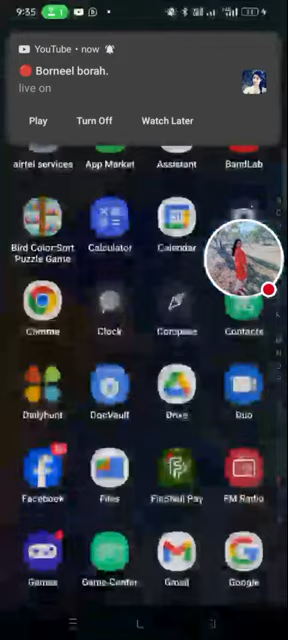 9:35
1
YouTube • now
🔴 Borneel borah.
live on
Play Turn Off Watch Later
airtel services App Market Assistant BandLab
Bird Color Sort Puzzle Game Calculator Calendar
Chrome Clock Compass Contacts
Dailyhunt DocVault Drive Duo
Facebook Files FinShell Pay FM Radio
Games Game Center Gmail Google